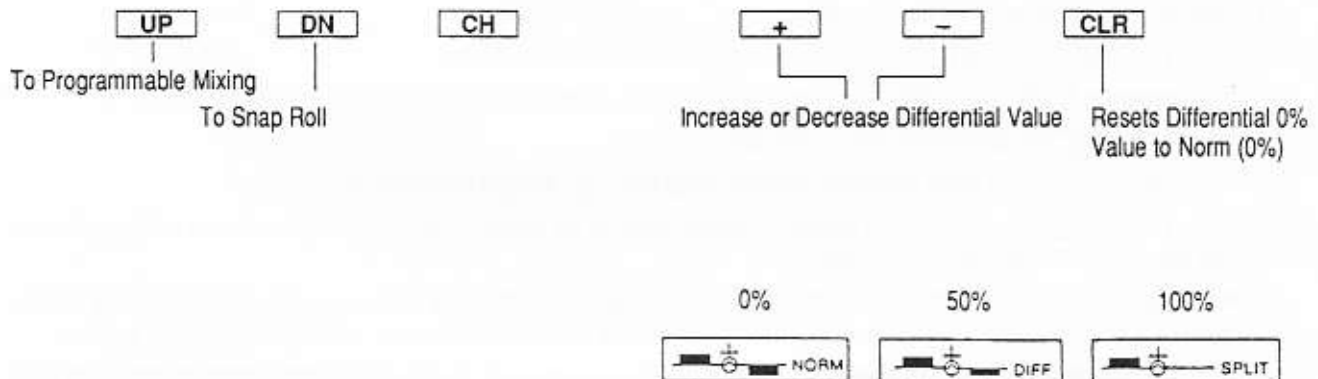 UP DN CH + − CLR
To Programmable Mixing
To Snap Roll
Increase or Decrease Differential Value
Resets Differential 0%
Value to Norm (0%)
0% 50% 100%
NORM DIFF SPLIT